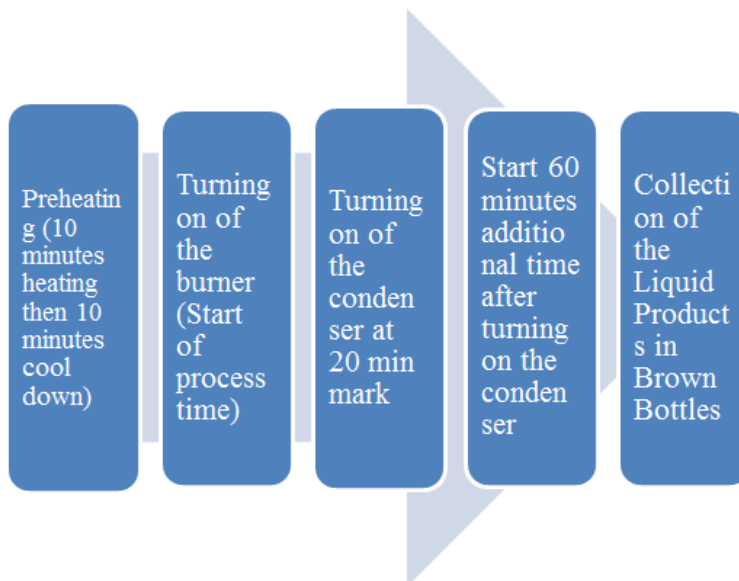 Preheatin
g (10
minutes
heating
then 10
minutes
cool
down)
Turning
on of
the
burner
(Start
of
process
time)
Turning
on of
the
conden
ser at
20 min
mark
Start 60
minutes
additio
nal time
after
turning
on the
conden
ser
Collecti
on of
the
Liquid
Product
s in
Brown
Bottles